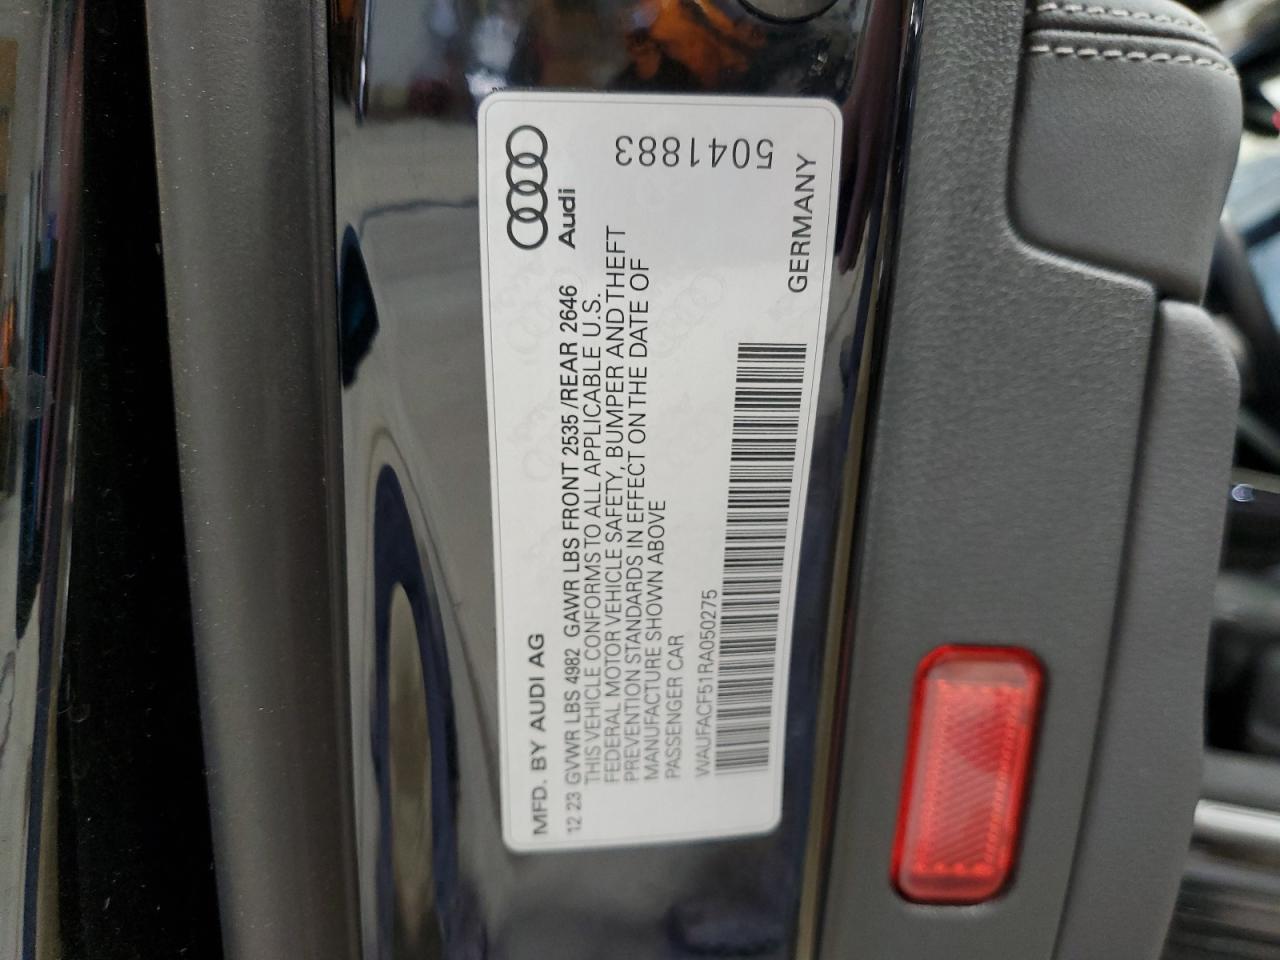 MFD. BY AUDI AG
Audi
12 23 GVWR LBS 4982 GAWR LBS FRONT 2535 /REAR 2646
THIS VEHICLE CONFORMS TO ALL APPLICABLE U.S.
FEDERAL MOTOR VEHICLE SAFETY, BUMPER AND THEFT
PREVENTION STANDARDS IN EFFECT ON THE DATE OF
MANUFACTURE SHOWN ABOVE
PASSENGER CAR
WAUFACF51RA050275
GERMANY
5041883